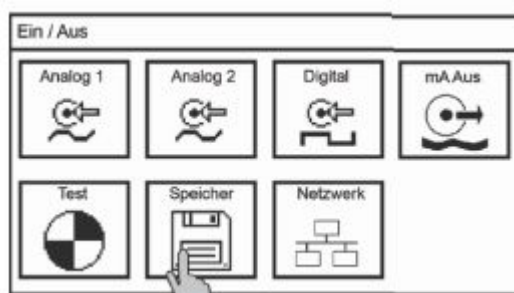 Ein / Aus
Analog 1
Analog 2
Digital
mA Aus
Test
Speicher
Netzwerk